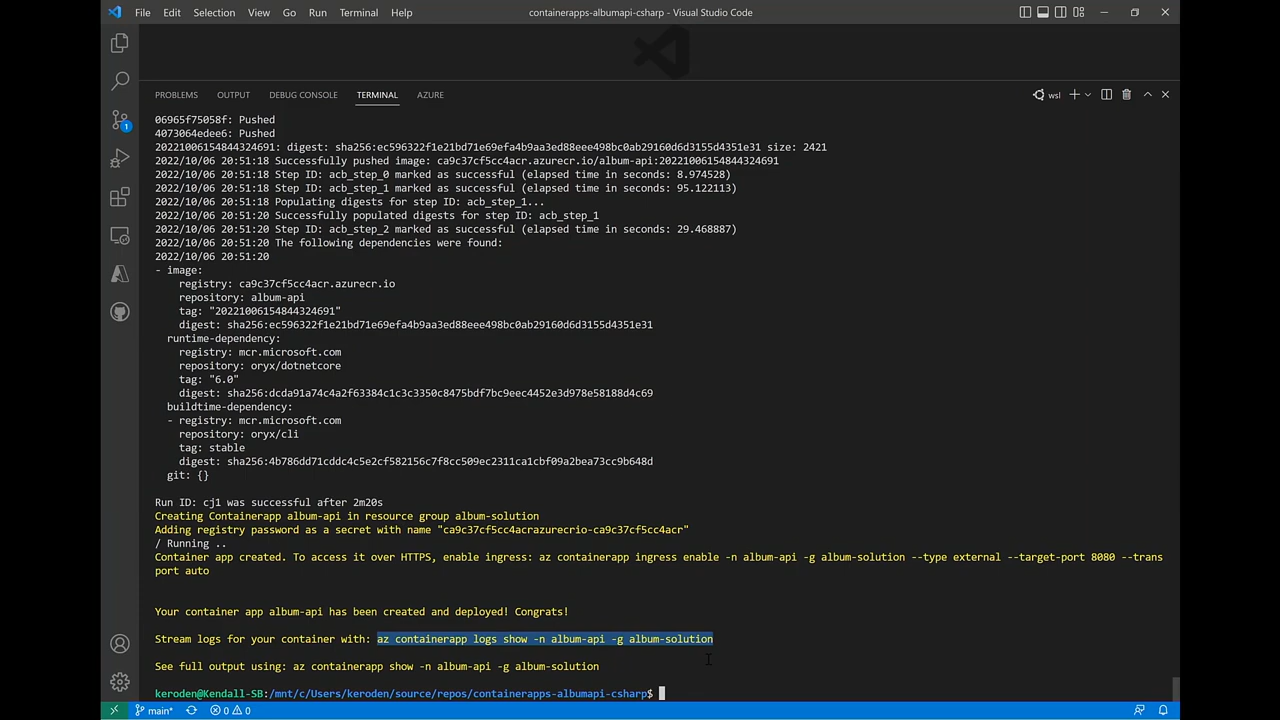 File Edit Selection View Go Run Terminal Help containerapps-albumapi-csharp - Visual Studio Code
PROBLEMS OUTPUT DEBUG CONSOLE TERMINAL AZURE wsl
06965f75058f: Pushed
4073064edee6: Pushed
20221006154844324691: digest: sha256:ec596322f1e21bd71e69efa4b9aa3ed88eee498bc0ab29160d6d3155d4351e31 size: 2421
2022/10/06 20:51:18 Successfully pushed image: ca9c37cf5cc4acr.azurecr.io/album-api:20221006154844324691
2022/10/06 20:51:18 Step ID: acb_step_0 marked as successful (elapsed time in seconds: 8.974528)
2022/10/06 20:51:18 Step ID: acb_step_1 marked as successful (elapsed time in seconds: 95.122113)
2022/10/06 20:51:18 Populating digests for step ID: acb_step_1...
2022/10/06 20:51:20 Successfully populated digests for step ID: acb_step_1
2022/10/06 20:51:20 Step ID: acb_step_2 marked as successful (elapsed time in seconds: 29.468887)
2022/10/06 20:51:20 The following dependencies were found:
2022/10/06 20:51:20
- image:
registry: ca9c37cf5cc4acr.azurecr.io
repository: album-api
tag: "20221006154844324691"
digest: sha256:ec596322f1e21bd71e69efa4b9aa3ed88eee498bc0ab29160d6d3155d4351e31
runtime-dependency:
registry: mcr.microsoft.com
repository: oryx/dotnetcore
tag: "6.0"
digest: sha256:dcda91a74c4a2f63384c1c3c3350c8475bdf7bc9eec4452e3d978e58188d4c69
buildtime-dependency:
- registry: mcr.microsoft.com
repository: oryx/cli
tag: stable
digest: sha256:4b786dd71cddc4c5e2cf582156c7f8cc509ec2311ca1cbf09a2bea73cc9b648d
git: {}
Run ID: cj1 was successful after 2m20s
Creating Containerapp album-api in resource group album-solution
Adding registry password as a secret with name "ca9c37cf5cc4acrazurecrio-ca9c37cf5cc4acr"
/ Running ..
Container app created. To access it over HTTPS, enable ingress: az containerapp ingress enable -n album-api -g album-solution --type external --target-port 8080 --trans
port auto
Your container app album-api has been created and deployed! Congrats!
Stream logs for your container with: az containerapp logs show -n album-api -g album-solution
See full output using: az containerapp show -n album-api -g album-solution
keroden@Kendall-SB:/mnt/c/Users/keroden/source/repos/containerapps-albumapi-csharp$
main* 0 0